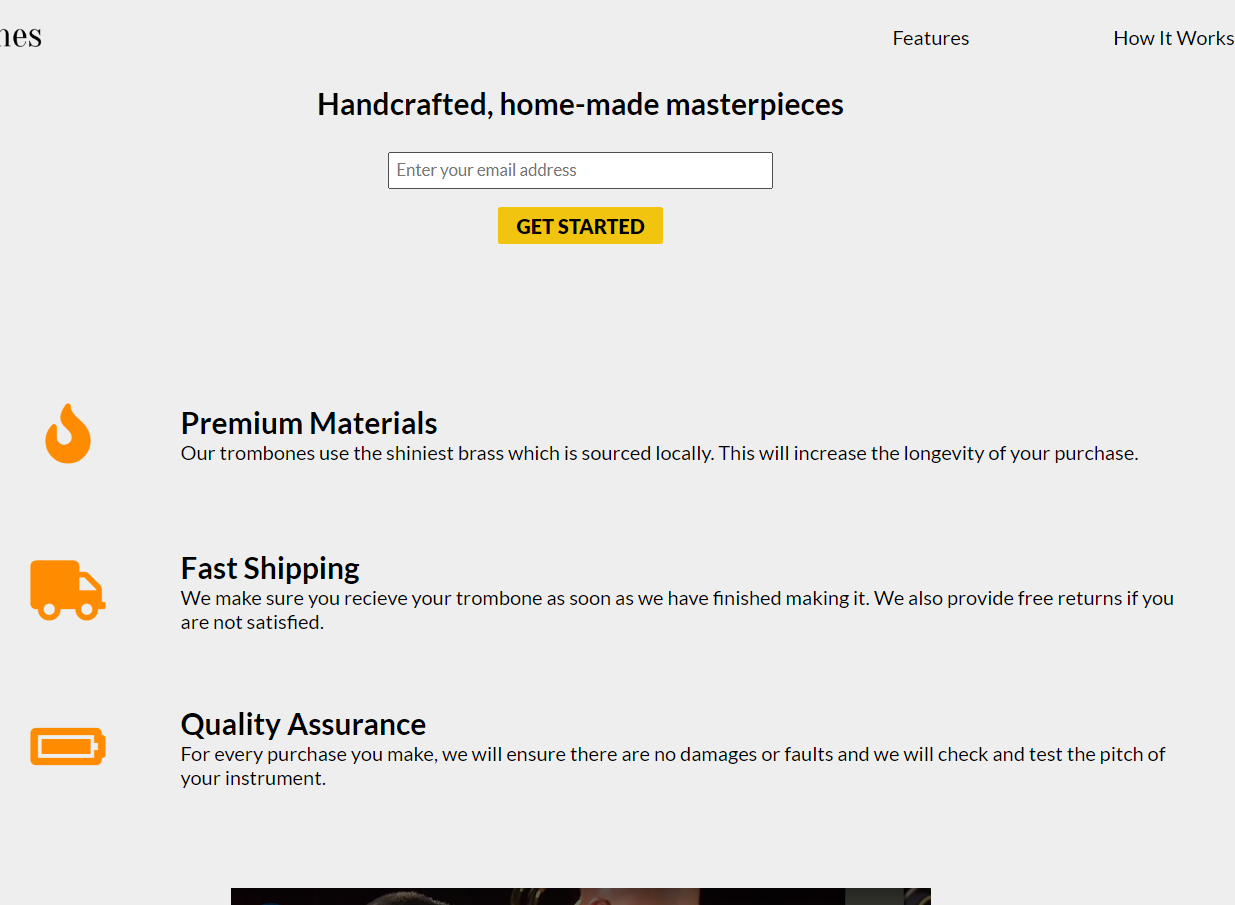 Features
How It Works
Handcrafted, home-made masterpieces
Enter your email address
GET STARTED
Premium Materials
Our trombones use the shiniest brass which is sourced locally. This will increase the longevity of your purchase.
Fast Shipping
We make sure you recieve your trombone as soon as we have finished making it. We also provide free returns if you
are not satisfied.
Quality Assurance
For every purchase you make, we will ensure there are no damages or faults and we will check and test the pitch of
your instrument.